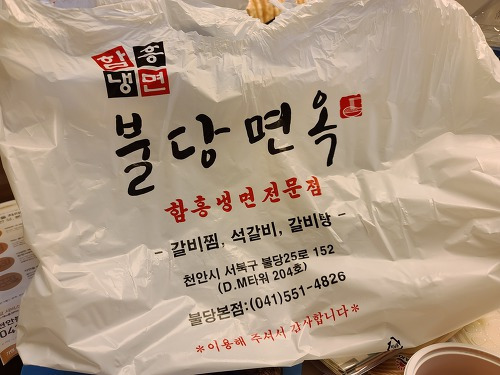 함흥
냉면
불당면옥
함흥냉면전문점
- 갈비찜, 석갈비, 갈비탕 -
천안시 서북구 불당25로 152
(D.M타워 204호)
불당본점:(041)551-4826
*이용해 주셔서 감사합니다*